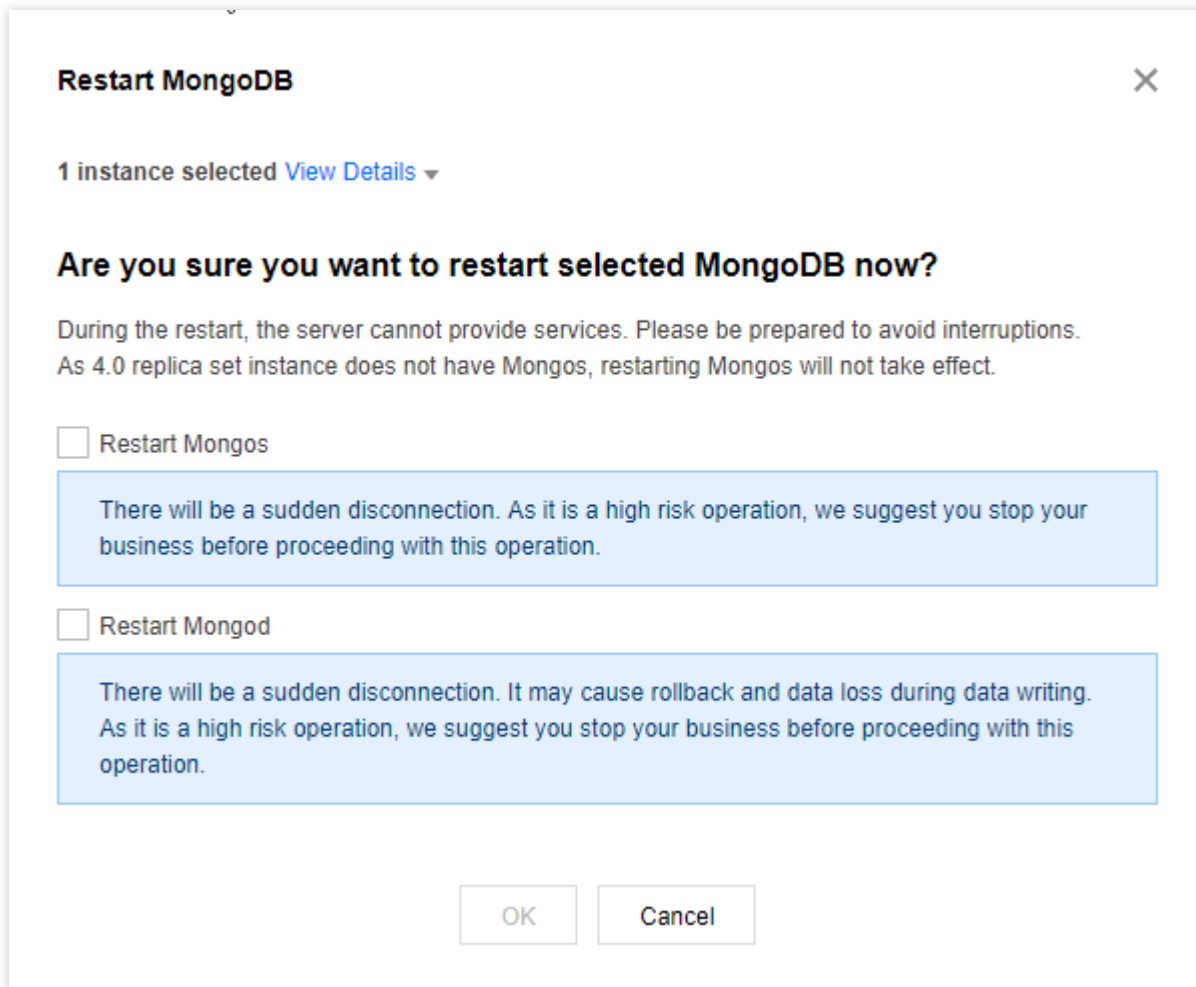 Restart MongoDB
1 instance selected View Details
Are you sure you want to restart selected MongoDB now?
During the restart, the server cannot provide services. Please be prepared to avoid interruptions.
As 4.0 replica set instance does not have Mongos, restarting Mongos will not take effect.
Restart Mongos
There will be a sudden disconnection. As it is a high risk operation, we suggest you stop your
business before proceeding with this operation.
Restart Mongod
There will be a sudden disconnection. It may cause rollback and data loss during data writing.
As it is a high risk operation, we suggest you stop your business before proceeding with this
operation.
OK
Cancel